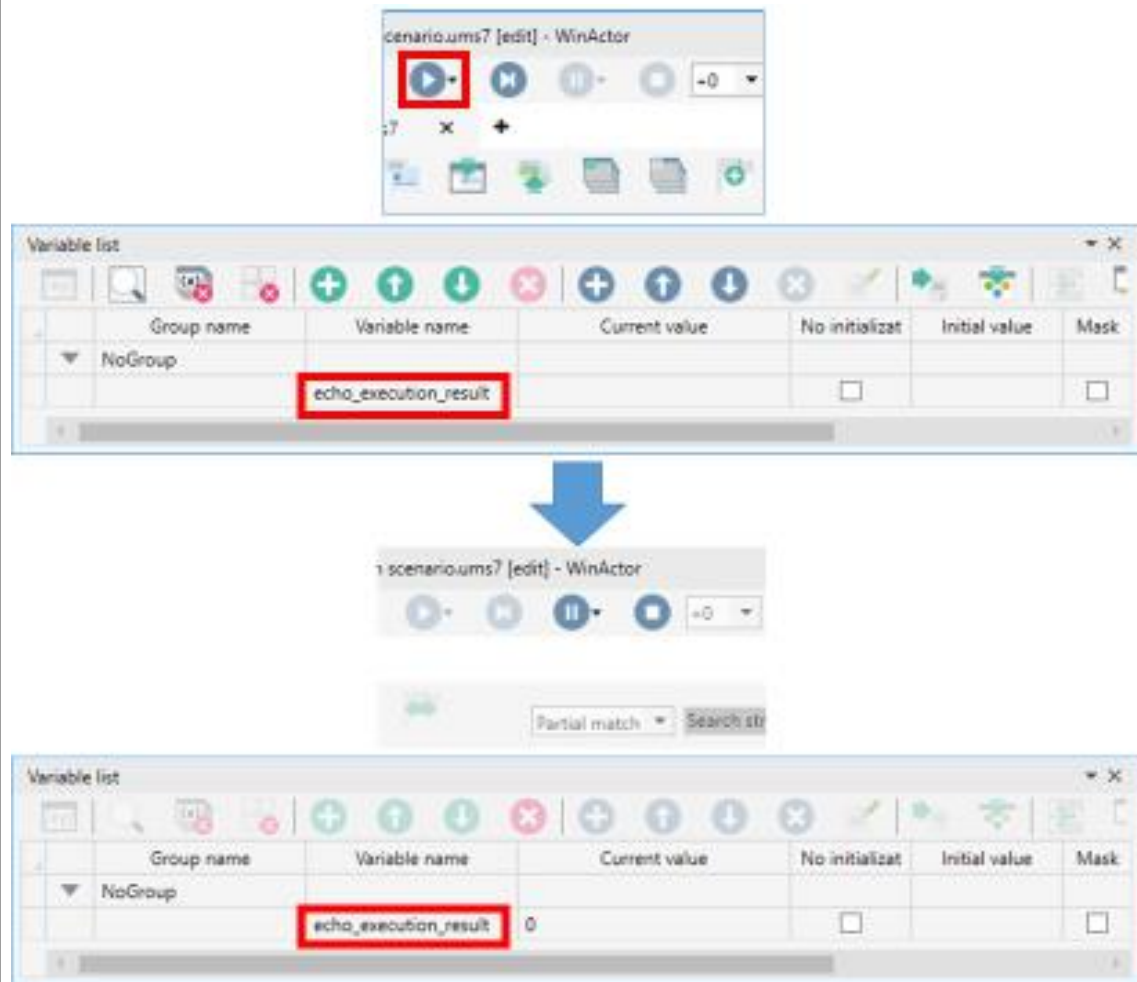 cenario.ums7 [edit] - WinActor
÷0
s7 × +
Variable list
Group name Variable name Current value No initializat Initial value Mask
NoGroup
echo_execution_result
scenario.ums7 [edit] - WinActor
÷0
Partial match Search str
Variable list
Group name Variable name Current value No initializat Initial value Mask
NoGroup
echo_execution_result 0